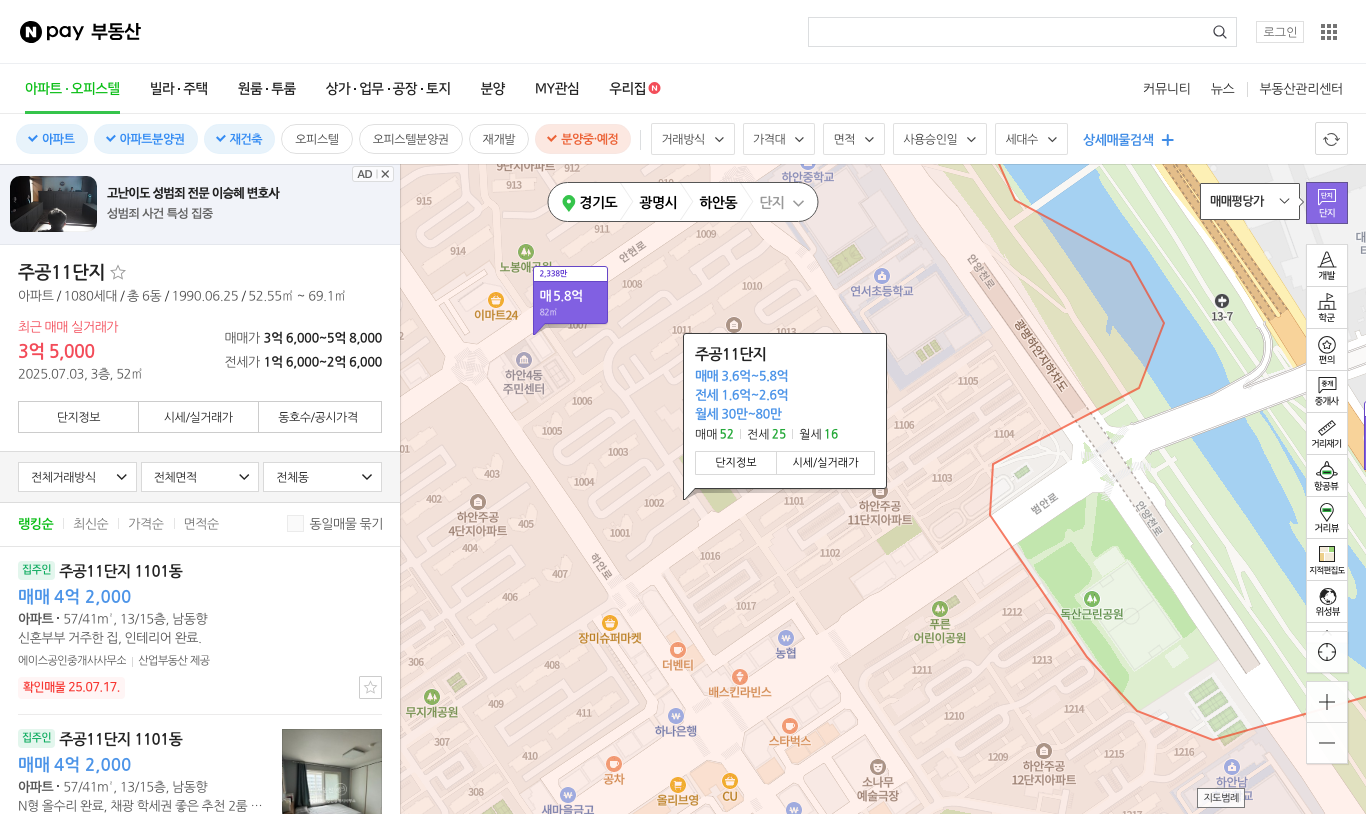 N pay 부동산
로그인
아파트·오피스텔
빌라·주택
원룸·투룸
상가·업무·공장·토지
분양
MY관심
우리집 N
커뮤니티
뉴스
부동산관리센터
아파트
아파트분양권
재건축
오피스텔
오피스텔분양권
재개발
분양중·예정
거래방식
가격대
면적
사용승인일
세대수
상세매물검색
AD
고난이도 성범죄 전문 이승혜 변호사
성범죄 사건 특성 집중
주공11단지
아파트 / 1080세대 / 총 6동 / 1990.06.25 / 52.55㎡ ~ 69.1㎡
최근 매매 실거래가
3억 5,000
2025.07.03, 3층, 52㎡
매매가 3억 6,000~5억 8,000
전세가 1억 6,000~2억 6,000
단지정보
시세/실거래가
동호수/공시가격
전체거래방식
전체면적
전체동
랭킹순
최신순
가격순
면적순
동일매물 묶기
집주인 주공11단지 1101동
매매 4억 2,000
아파트 · 57/41m², 13/15층, 남동향
신혼부부 거주한 집, 인테리어 완료.
에이스공인중개사사무소 | 산업부동산 제공
확인매물 25.07.17.
집주인 주공11단지 1101동
매매 4억 2,000
아파트 · 57/41m², 13/15층, 남동향
N형 올수리 완료, 채광 학세권 좋은 추천 2룸 …
경기도
광명시
하안동
단지
매매평당가
단지
단지
개발
학군
편의
중개
중개사
거리재기
항공뷰
거리뷰
지적편집도
위성뷰
지도범례
2,338만
매 5.8억
82㎡
주공11단지
매매 3.6억~5.8억
전세 1.6억~2.6억
월세 30만~80만
매매 52
전세 25
월세 16
단지정보
시세/실거래가
9단지아파트
912
913
915
914
911
909
안현로
노봉애공원
이마트24
1007
1008
1010
1009
1011
1013
하안중학교
연서초등학교
안양천로
광명하안지하차도
13-7
하안4동
주민센터
1006
1005
1003
1004
1002
1001
1105
1106
1104
1101
1102
402
403
401
405
404
407
406
하안주공
4단지아파트
하안주공
11단지아파트
하안로
범안로
안양천로
1016
1017
장미슈퍼마켓
더벤티
농협
배스킨라빈스
푸른
어린이공원
1212
1213
1211
1210
1214
1215
1216
독산근린공원
306
308
307
408
409
411
410
무지개공원
하나은행
스타벅스
공차
새마을금고
올리브영
CU
소나무
예술극장
하안주공
12단지아파트
하안남
초등학교